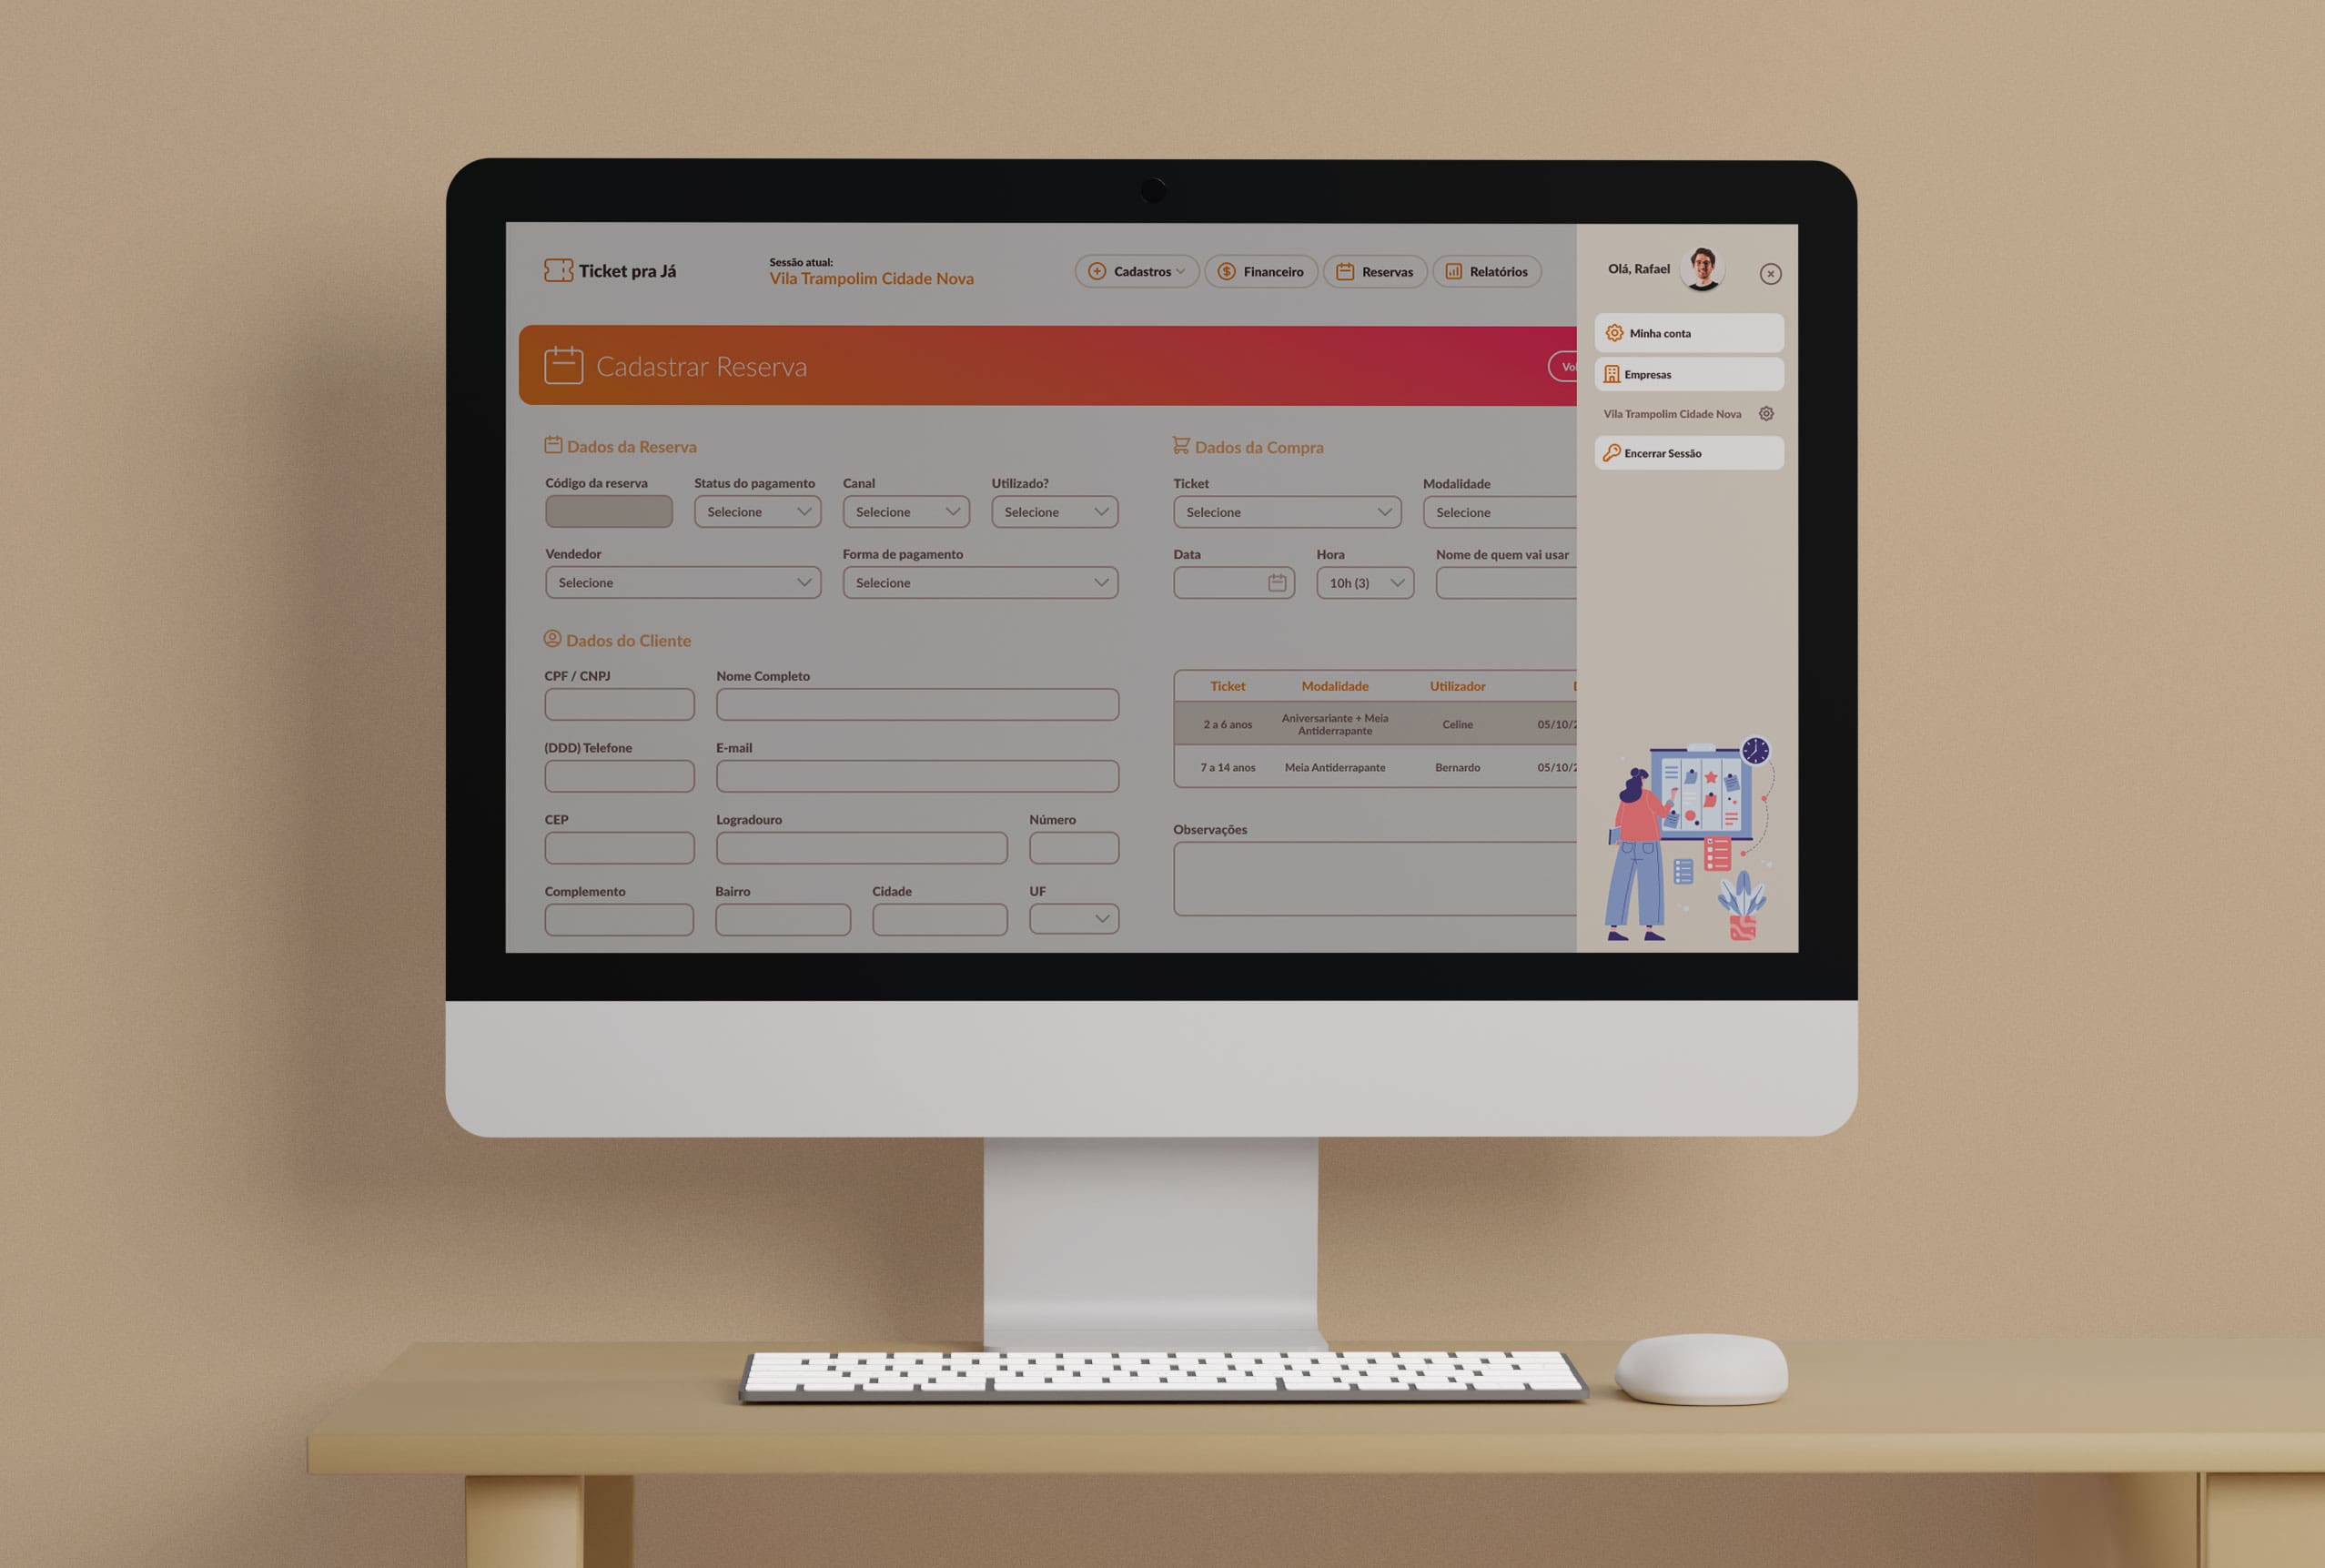 Ticket pra Já
Sessão atual:
Vila Trampolim Cidade Nova
Cadastros
Financeiro
Reservas
Relatórios
Olá, Rafael
Minha conta
Empresas
Vila Trampolim Cidade Nova
Encerrar Sessão
Cadastrar Reserva
Dados da Reserva
Código da reserva
Status do pagamento
Canal
Utilizado?
Selecione
Selecione
Selecione
Vendedor
Forma de pagamento
Selecione
Selecione
Dados do Cliente
CPF / CNPJ
Nome Completo
(DDD) Telefone
E-mail
CEP
Logradouro
Número
Complemento
Bairro
Cidade
UF
Dados da Compra
Ticket
Modalidade
Selecione
Selecione
Data
Hora
Nome de quem vai usar
10h (3)
Ticket
Modalidade
Utilizador
2 a 6 anos
Aniversariante + Meia
Antiderrapante
Celine
05/10/2
7 a 14 anos
Meia Antiderrapante
Bernardo
05/10/2
Observações